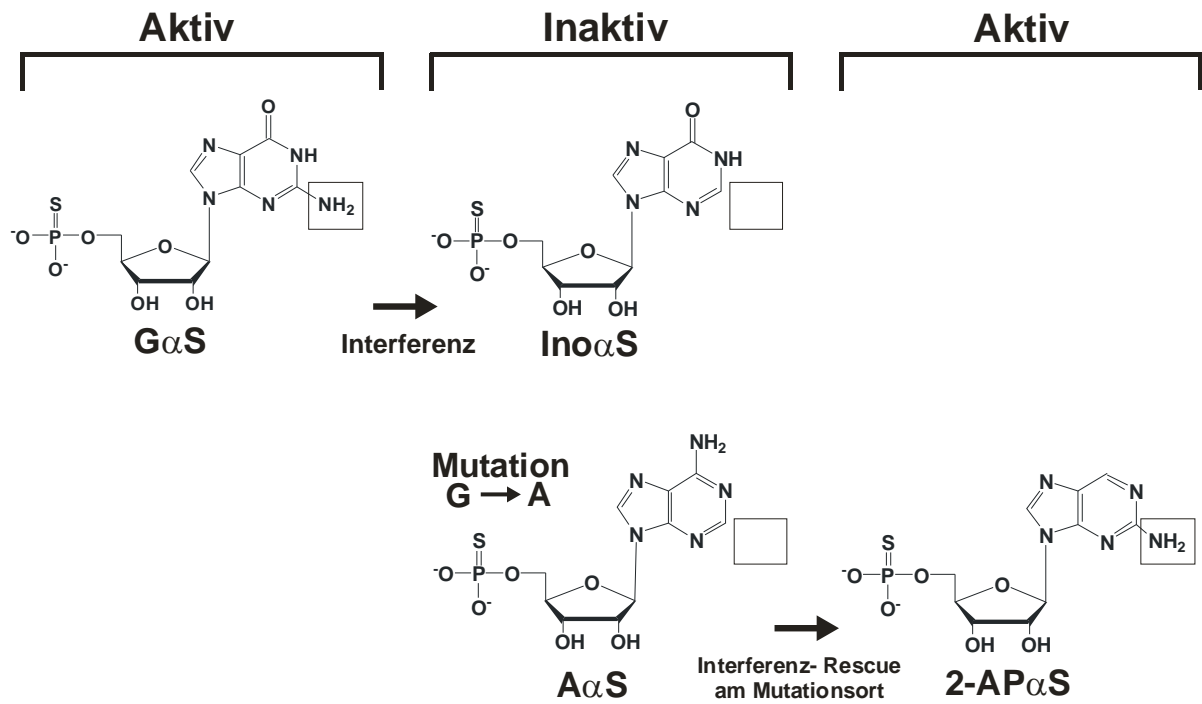 Aktiv
Inaktiv
Aktiv
O
N
NH
N
N
NH2
S
-O P O
O-
O
OH OH
GαS
Interferenz
O
N
NH
N
N
S
-O P O
O-
O
OH OH
InoαS
Mutation
G → A
NH2
N
N
N
N
S
-O P O
O-
O
OH OH
AαS
Interferenz- Rescue
am Mutationsort
N
N
N
N
NH2
S
-O P O
O-
O
OH OH
2-APαS